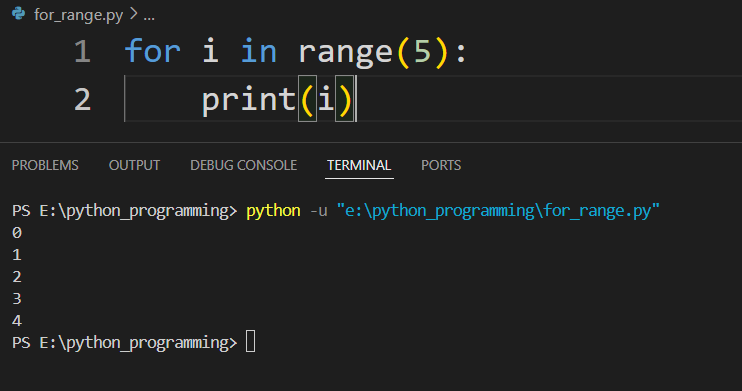 for_range.py > ...
1 for i in range(5):
2     print(i)
PROBLEMS OUTPUT DEBUG CONSOLE TERMINAL PORTS
PS E:\python_programming> python -u "e:\python_programming\for_range.py"
0
1
2
3
4
PS E:\python_programming>